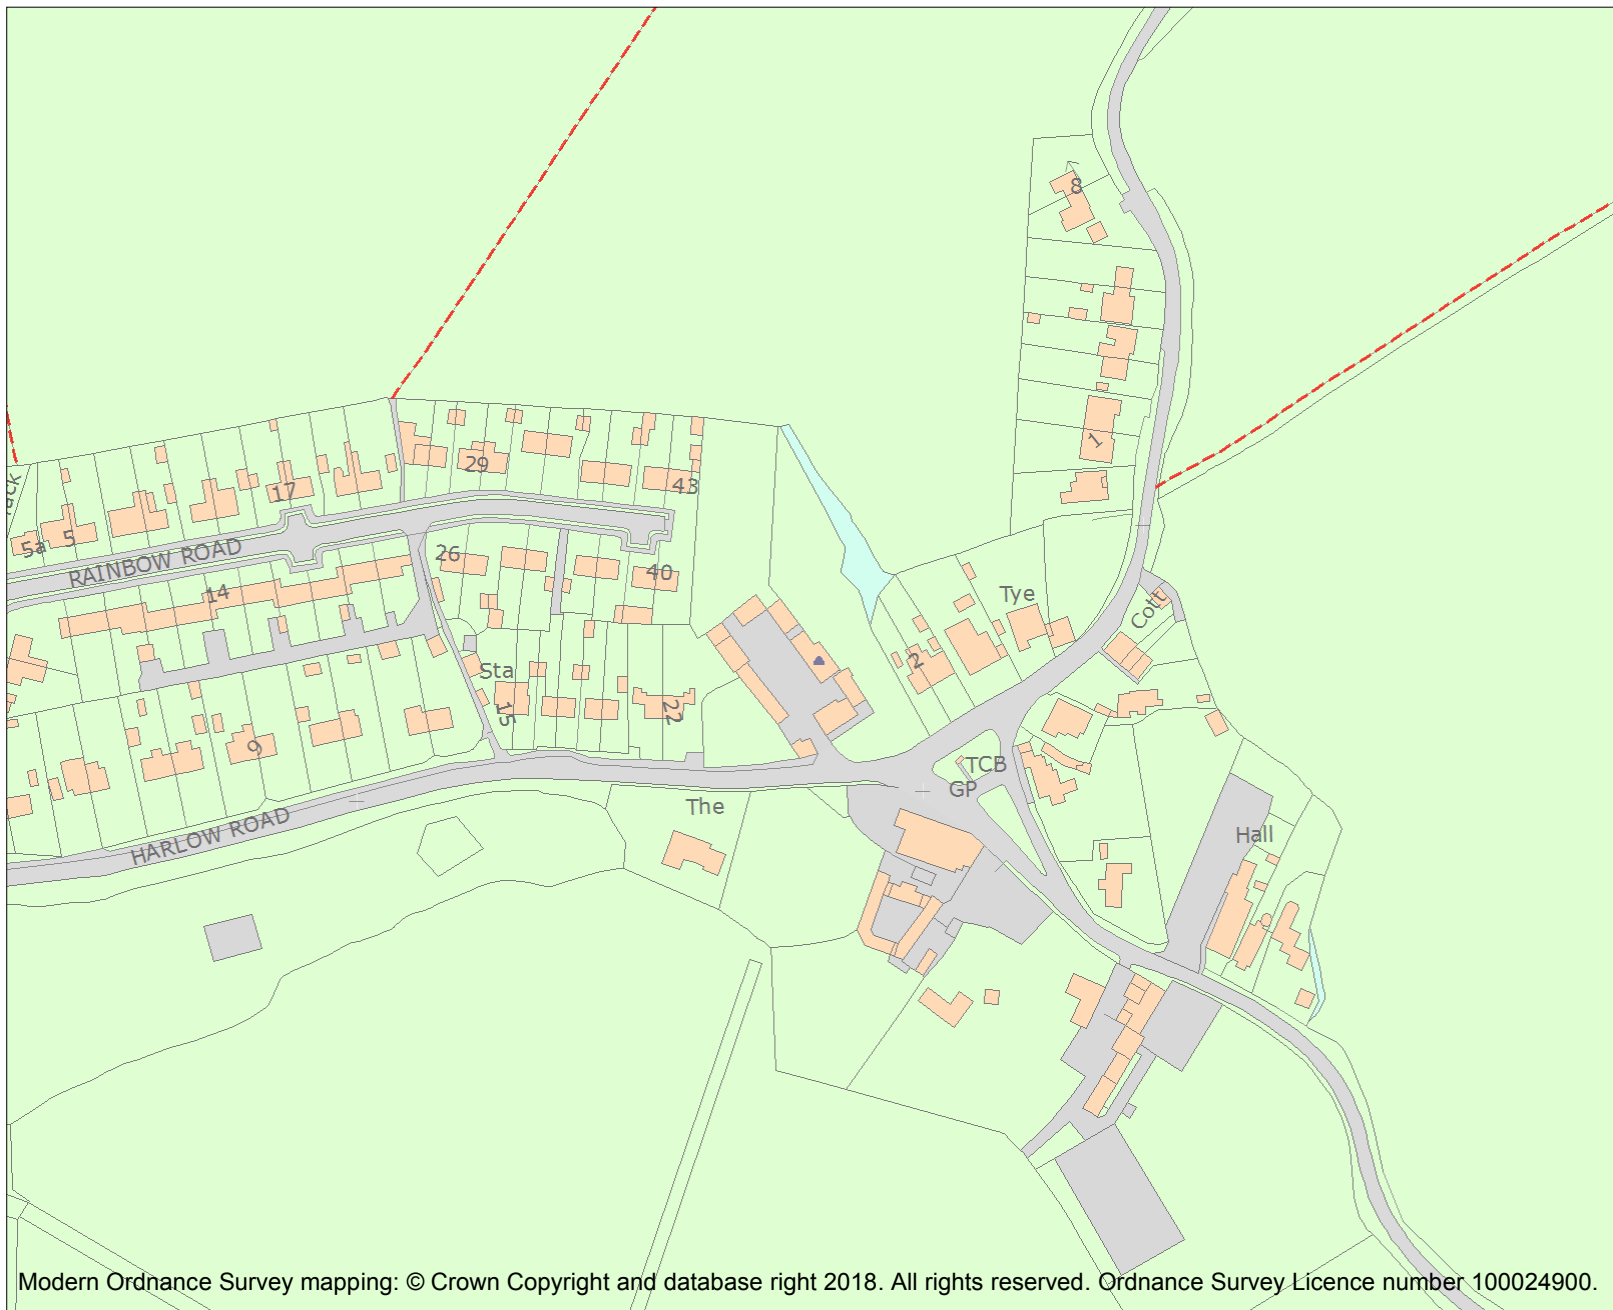 8
1
29
17
43
ack
5a
5
26
RAINBOW ROAD
14
40
Tye
Cott
2
Sta
15
22
9
TCB
GP
The
HARLOW ROAD
Hall
Modern Ordnance Survey mapping: © Crown Copyright and database right 2018. All rights reserved. Ordnance Survey Licence number 100024900.